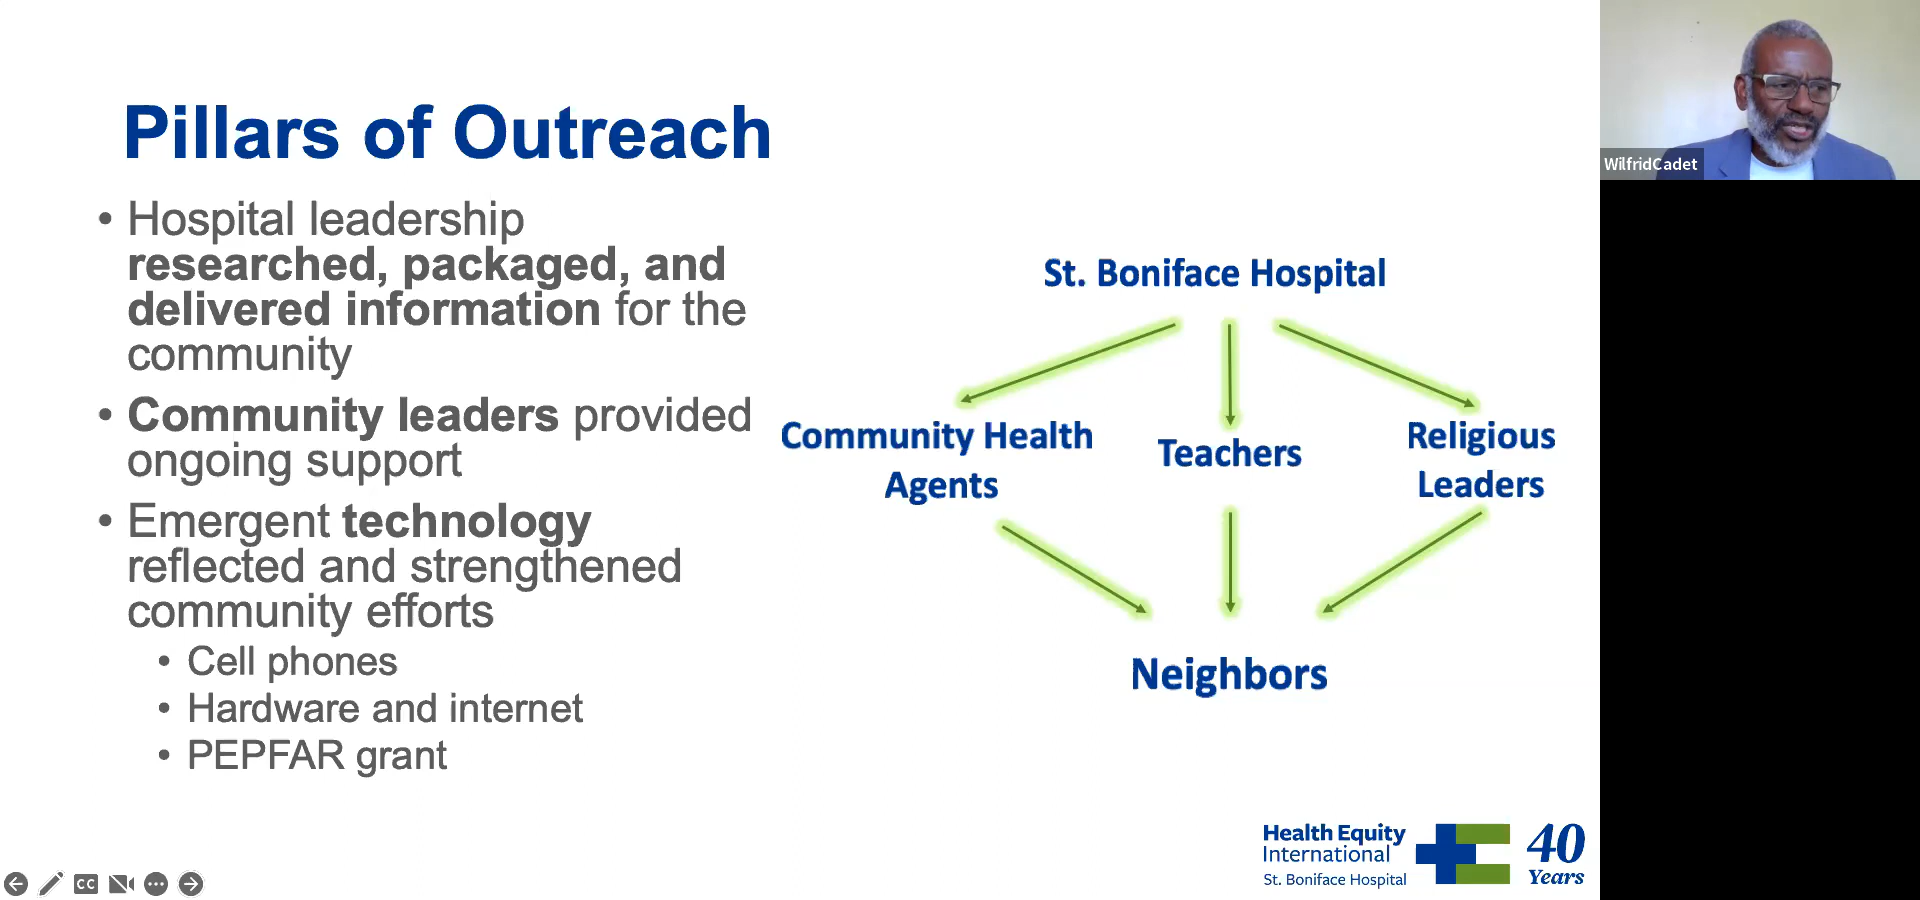 Pillars of Outreach
• Hospital leadership
researched, packaged, and
delivered information for the
community
• Community leaders provided
ongoing support
• Emergent technology
reflected and strengthened
community efforts
• Cell phones
• Hardware and internet
• PEPFAR grant
St. Boniface Hospital
Community Health
Agents
Teachers
Religious
Leaders
Neighbors
Health Equity
International
St. Boniface Hospital
40
Years
CC
WilfridCadet